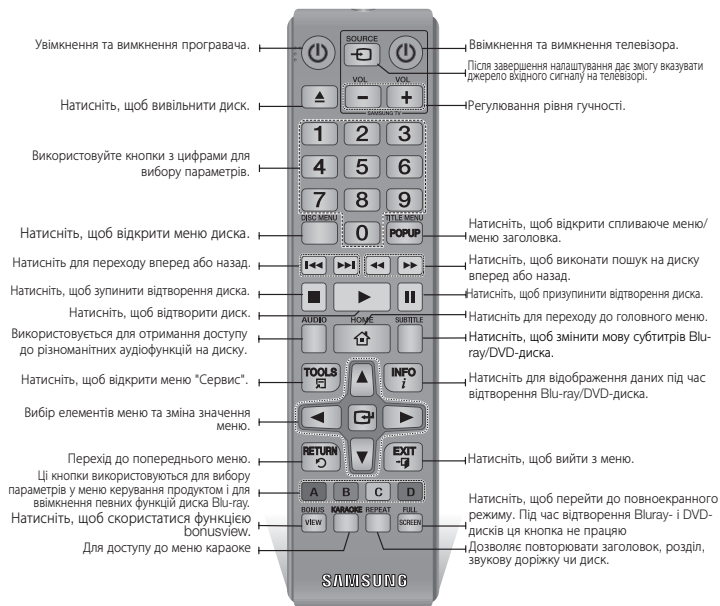 Увімкнення та вимкнення програвача.
Натисніть, щоб вивільнити диск.
Використовуйте кнопки з цифрами для
вибору параметрів.
Натисніть, щоб відкрити меню диска.
Натисніть для переходу вперед або назад.
Натисніть, щоб зупинити відтворення диска.
Натисніть, щоб відтворити диск.
Використовується для отримання доступу
до різноманітних аудіофункцій на диску.
Натисніть, щоб відкрити меню "Сервис".
Вибір елементів меню та зміна значення
меню.
Перехід до попереднього меню.
Ці кнопки використовуються для вибору
параметрів у меню керування продуктом і для
ввімкнення певних функцій диска Blu-ray.
Натисніть, щоб скористатися функцією
bonusview.
Для доступу до меню караоке
SOURCE
VOL VOL
SAMSUNG TV
1 2 3
4 5 6
7 8 9
DISC MENU TITLE MENU
0 POPUP
AUDIO HOME SUBTITLE
TOOLS INFO
i
RETURN EXIT
A B C D
BONUS KARAOKE REPEAT FULL
VIEW SCREEN
SAMSUNG
Ввімкнення та вимкнення телевізора.
Після завершення налаштування дає змогу вказувати
джерело вхідного сигналу на телевізорі.
Регулювання рівня гучності.
Натисніть, щоб відкрити спливаюче меню/
меню заголовка.
Натисніть, щоб виконати пошук на диску
вперед або назад.
Натисніть, щоб призупинити відтворення диска.
Натисніть для переходу до головного меню.
Натисніть, щоб змінити мову субтитрів Blu-
ray/DVD-диска.
Натисніть для відображення даних під час
відтворення Blu-ray/DVD-диска.
Натисніть, щоб вийти з меню.
Натисніть, щоб перейти до повноекранного
режиму. Під час відтворення Bluray- і DVD-
дисків ця кнопка не працяю
Дозволяє повторювати заголовок, розділ,
звукову доріжку чи диск.